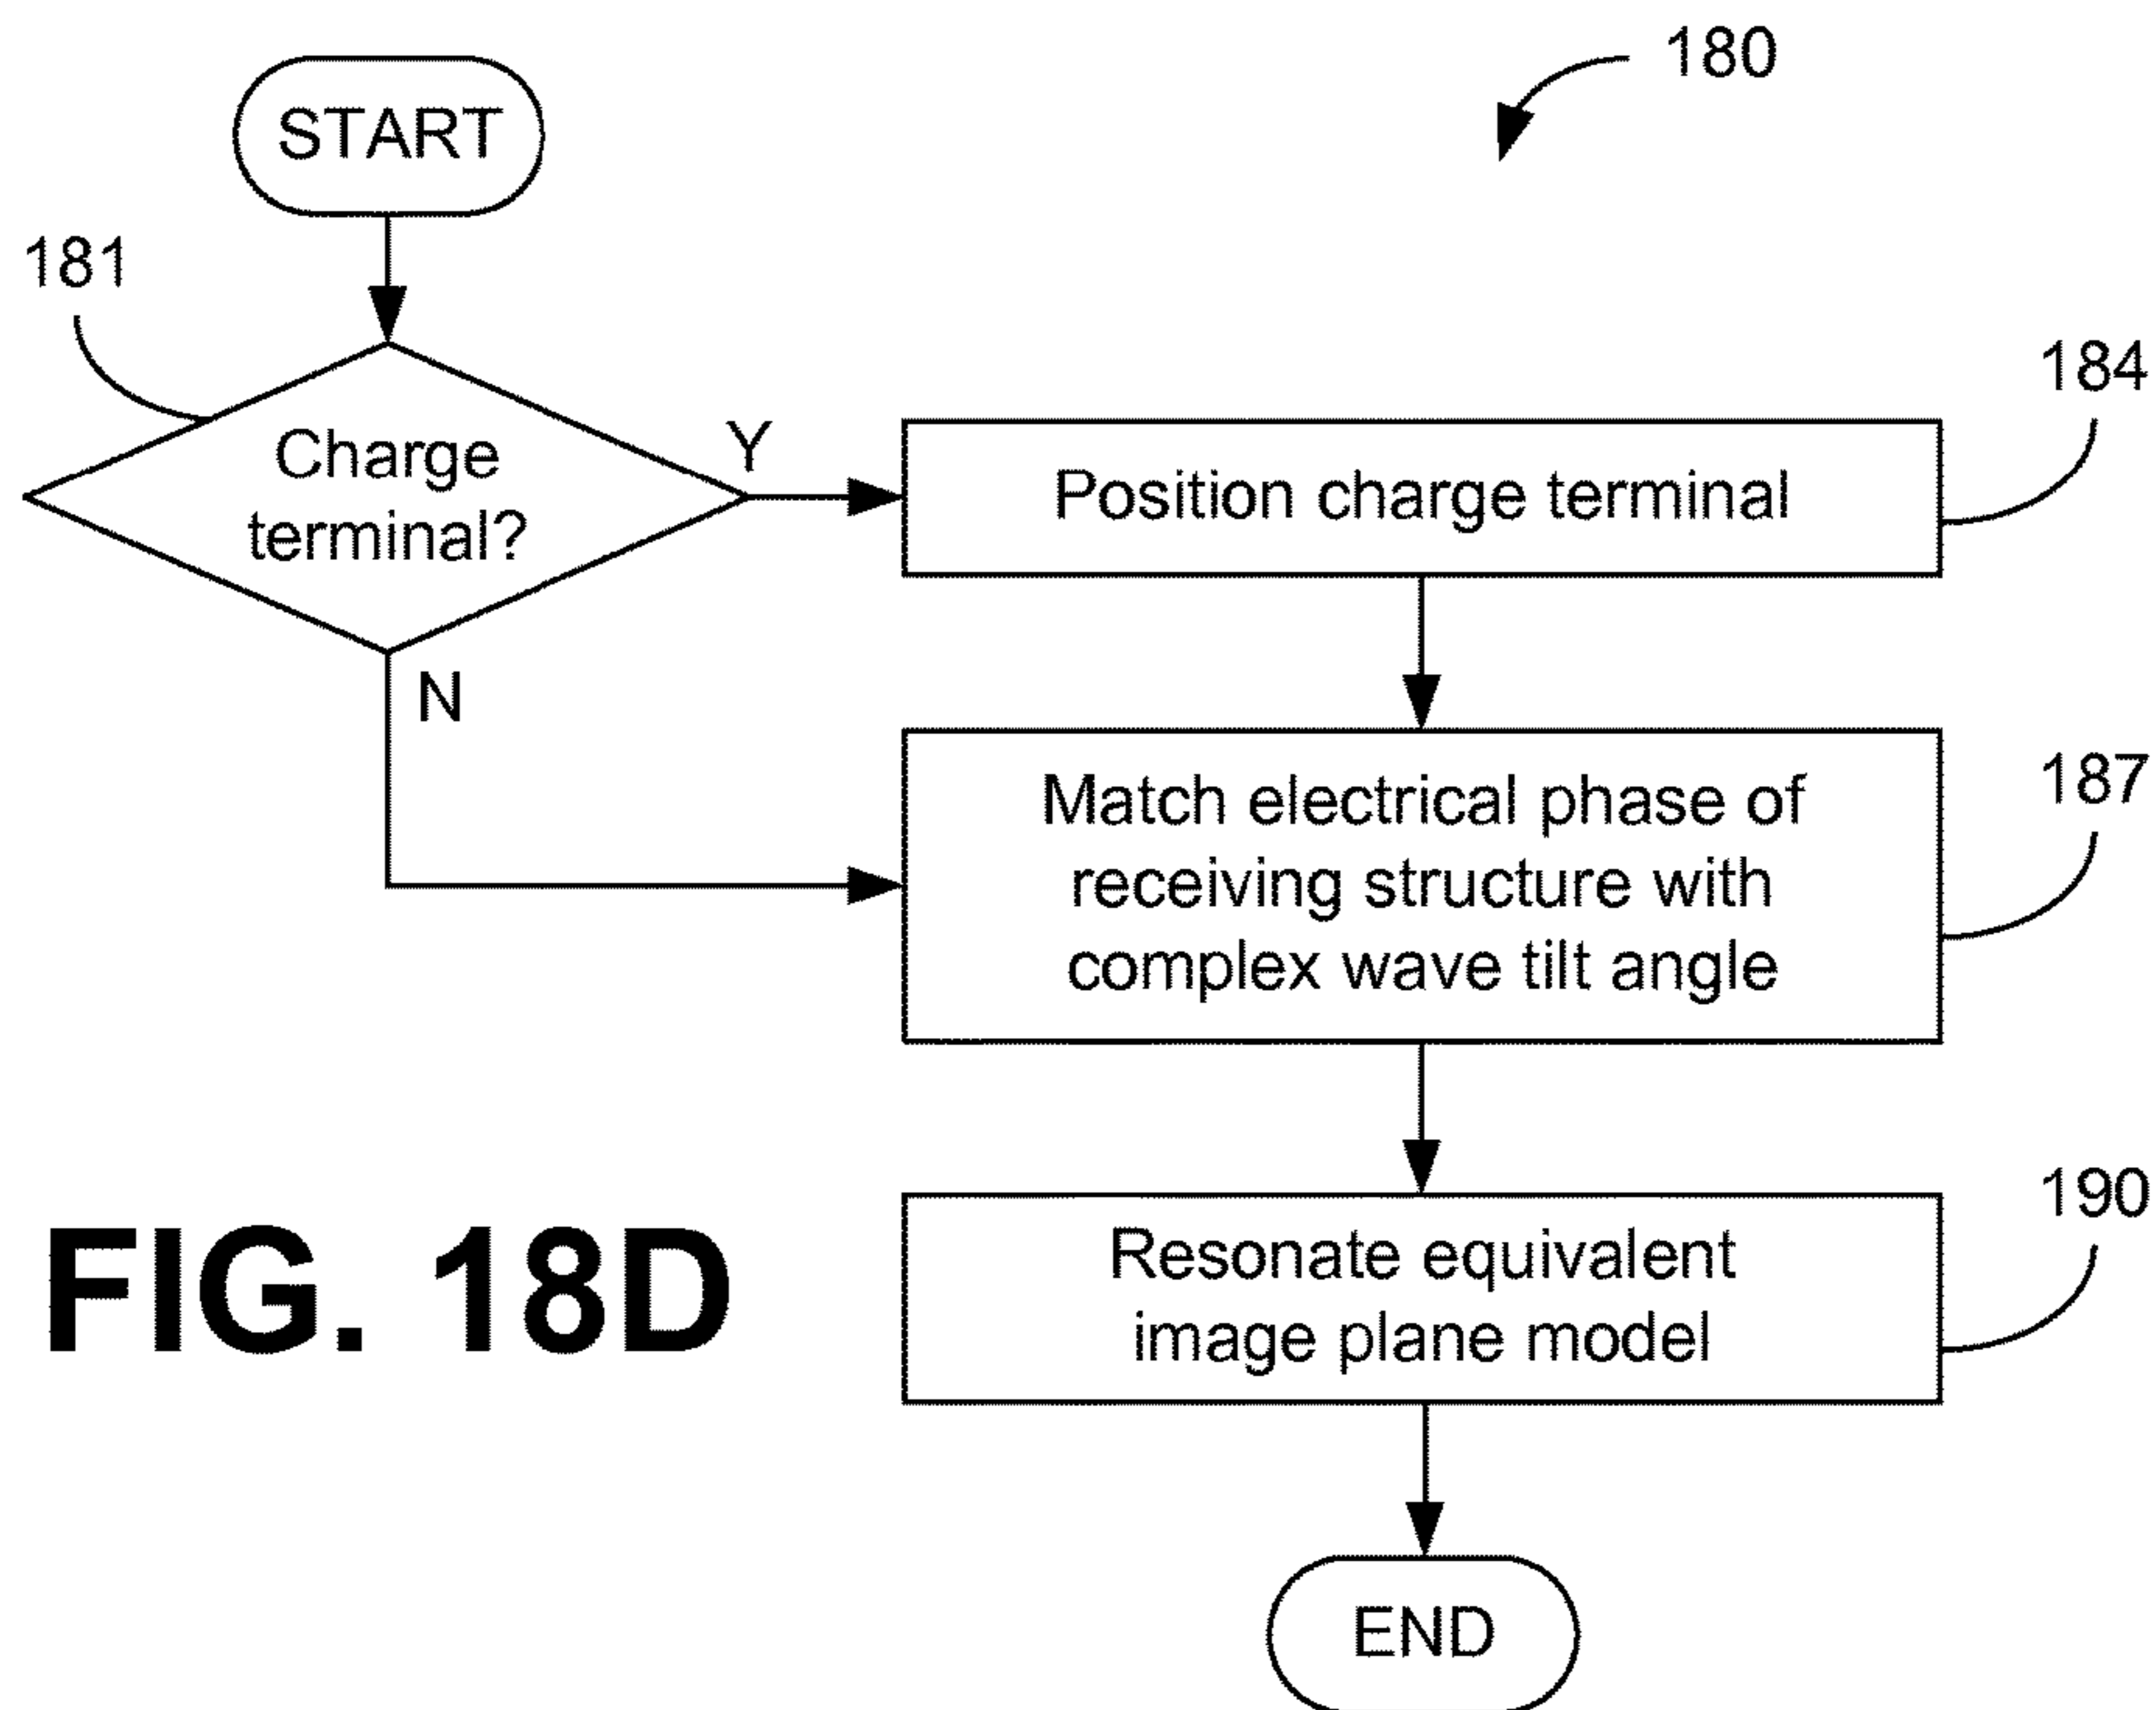 START
180
181
Charge
terminal?
Y
N
Position charge terminal
184
Match electrical phase of
receiving structure with
complex wave tilt angle
187
Resonate equivalent
image plane model
190
END
FIG. 18D